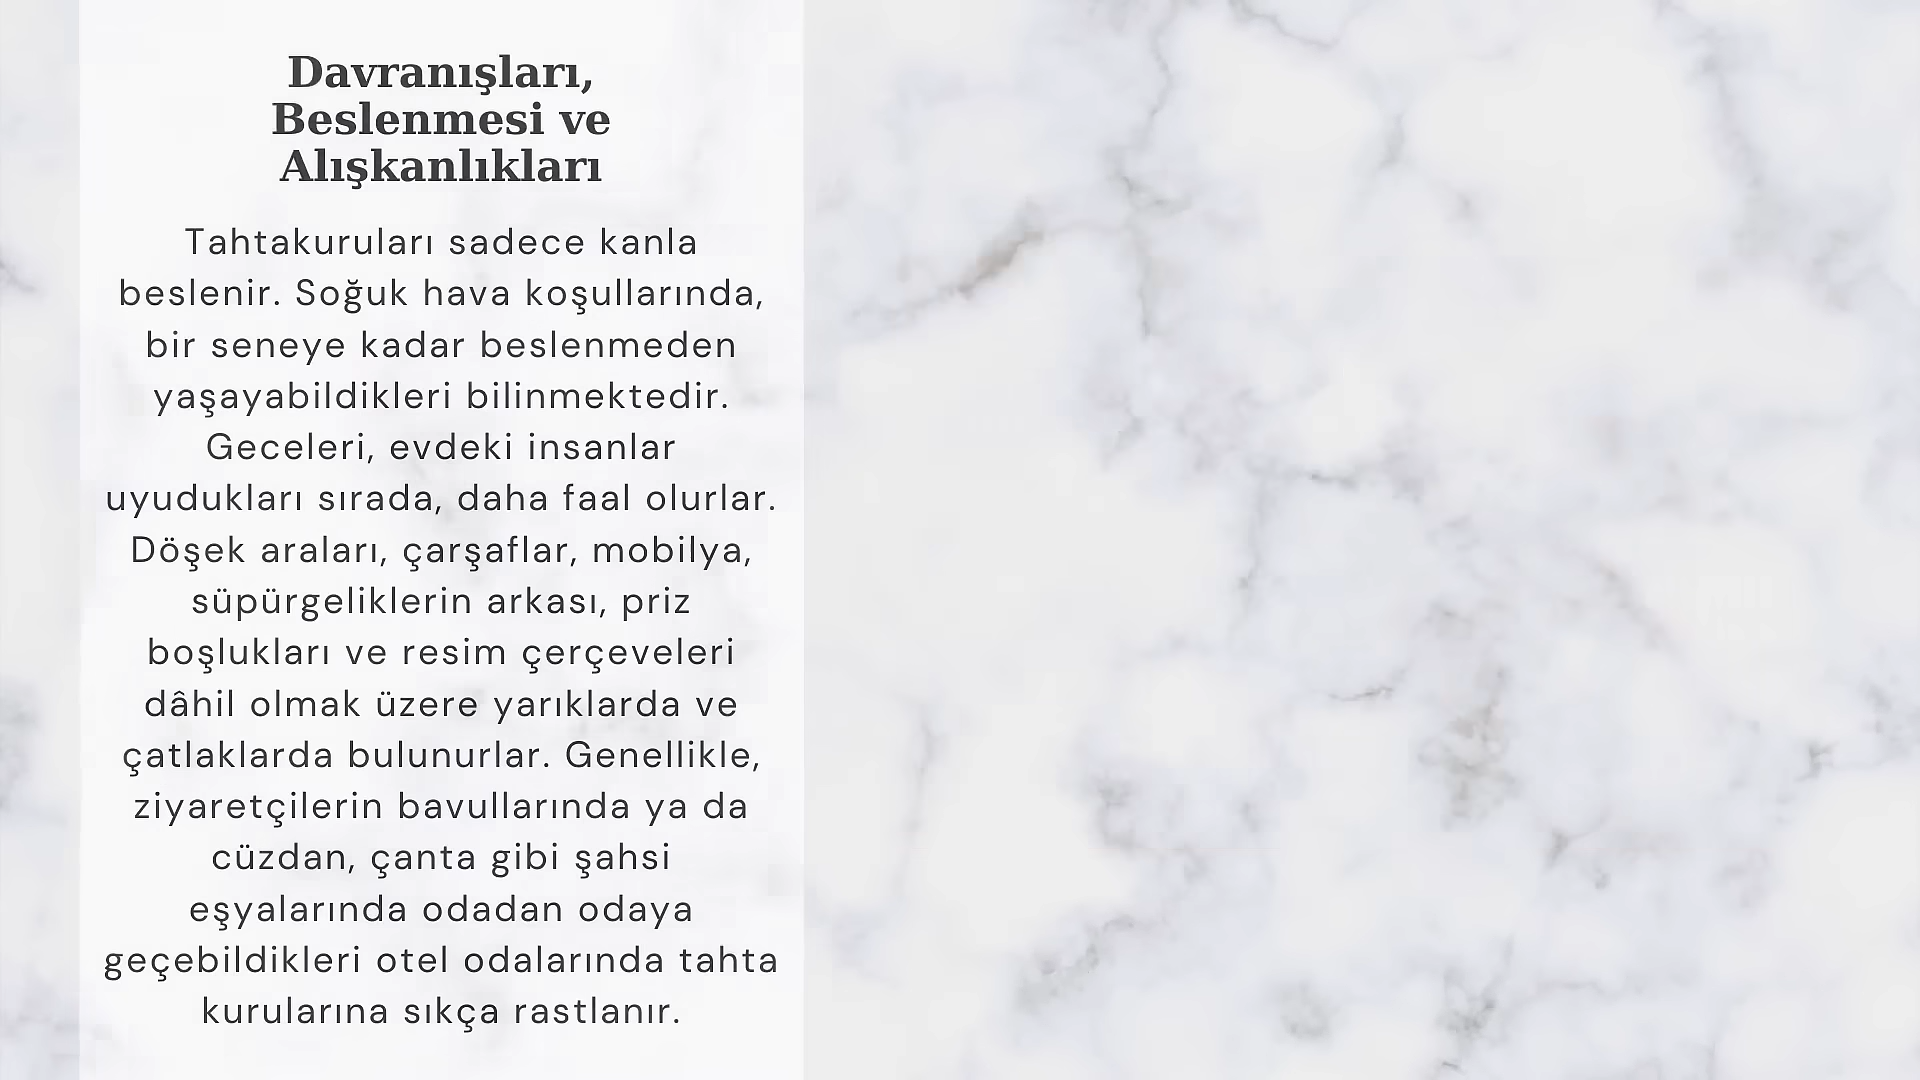 Davranışları,
Beslenmesi ve
Alışkanlıkları
Tahtakuruları sadece kanla
beslenir. Soğuk hava koşullarında,
bir seneye kadar beslenmeden
yaşayabildikleri bilinmektedir.
Geceleri, evdeki insanlar
uyudukları sırada, daha faal olurlar.
Döşek araları, çarşaflar, mobilya,
süpürgeliklerin arkası, priz
boşlukları ve resim çerçeveleri
dâhil olmak üzere yarıklarda ve
çatlaklarda bulunurlar. Genellikle,
ziyaretçilerin bavullarında ya da
cüzdan, çanta gibi şahsi
eşyalarında odadan odaya
geçebildikleri otel odalarında tahta
kurularına sıkça rastlanır.